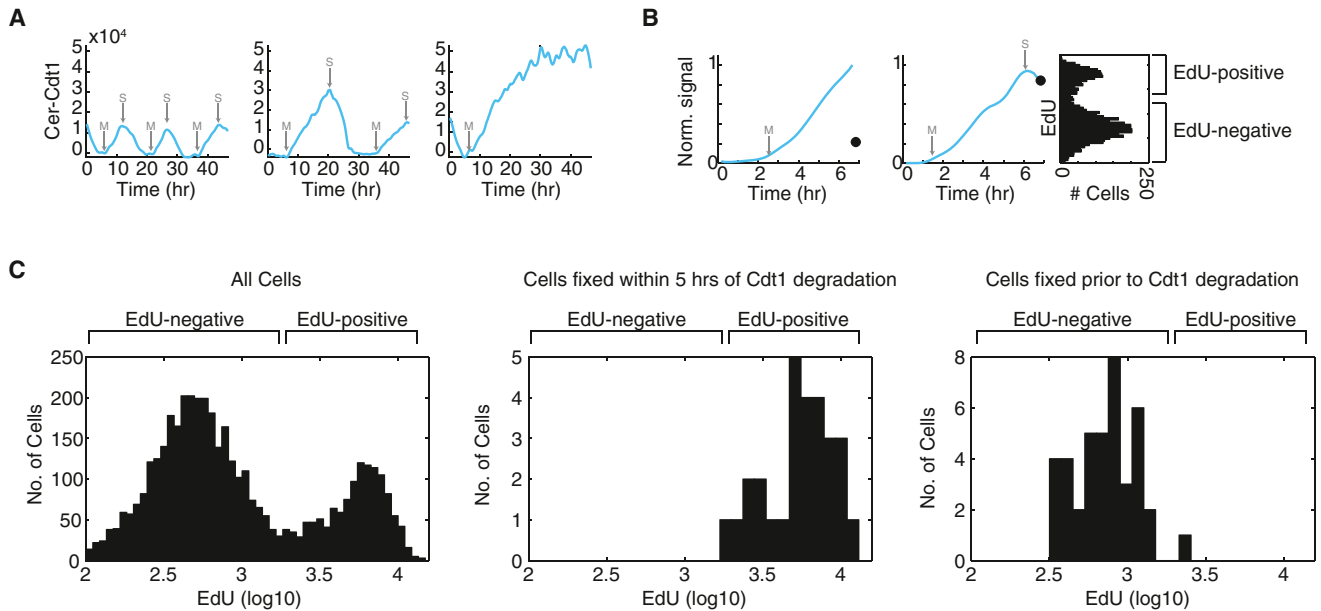 A
x10⁴
Cer-Cdt1
5
4
3
2
1
0
M
S
M
S
M
S
0 10 20 30 40
Time (hr)
5
4
3
2
1
0
M
S
M
S
0 10 20 30 40
Time (hr)
5
4
3
2
1
0
M
0 10 20 30 40
Time (hr)
B
Norm. signal
1
0
M
0 2 4 6
Time (hr)
1
0
M
S
0 2 4 6
Time (hr)
EdU
0 250
# Cells
EdU-positive
EdU-negative
C
All Cells
EdU-negative EdU-positive
No. of Cells
250
200
150
100
50
0
2 2.5 3 3.5 4
EdU (log10)
Cells fixed within 5 hrs of Cdt1 degradation
EdU-negative EdU-positive
No. of Cells
5
4
3
2
1
0
2 2.5 3 3.5 4
EdU (log10)
Cells fixed prior to Cdt1 degradation
EdU-negative EdU-positive
No. of Cells
8
6
4
2
0
2 2.5 3 3.5 4
EdU (log10)